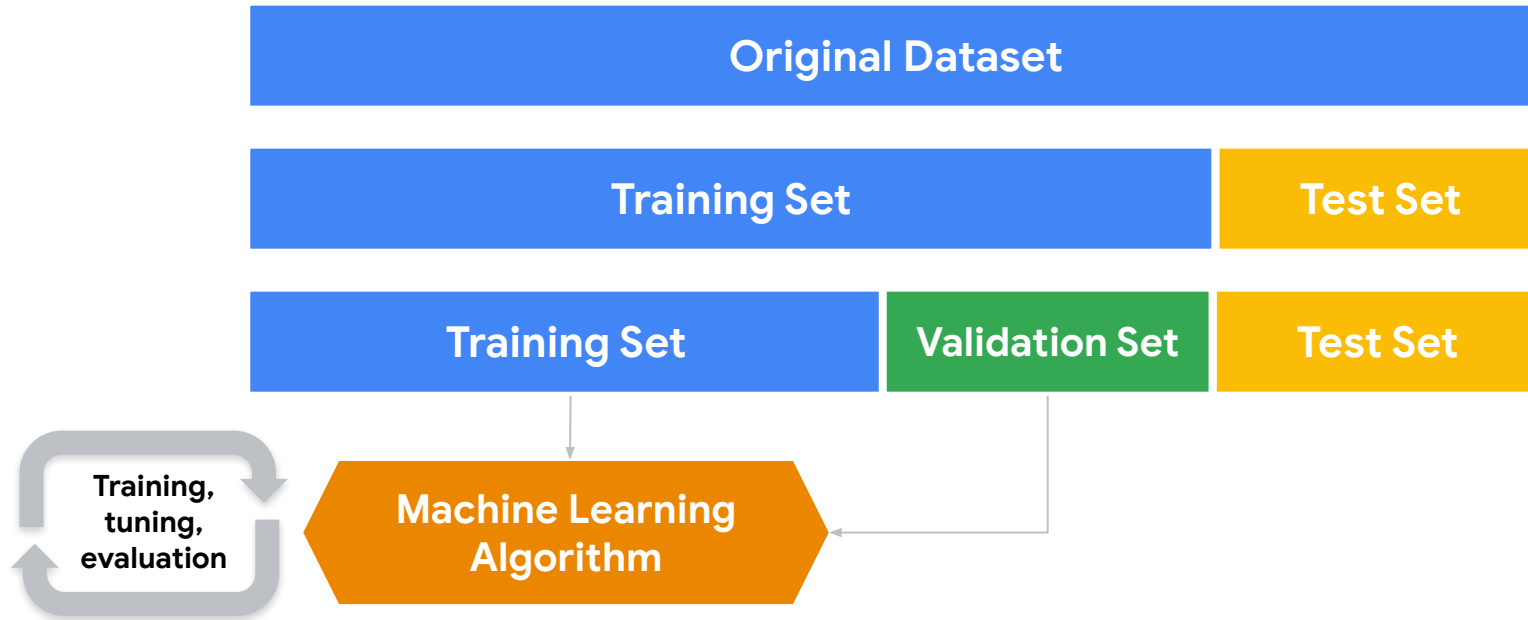 Original Dataset
Training Set
Test Set
Training Set
Validation Set
Test Set
Training,
tuning,
evaluation
Machine Learning
Algorithm